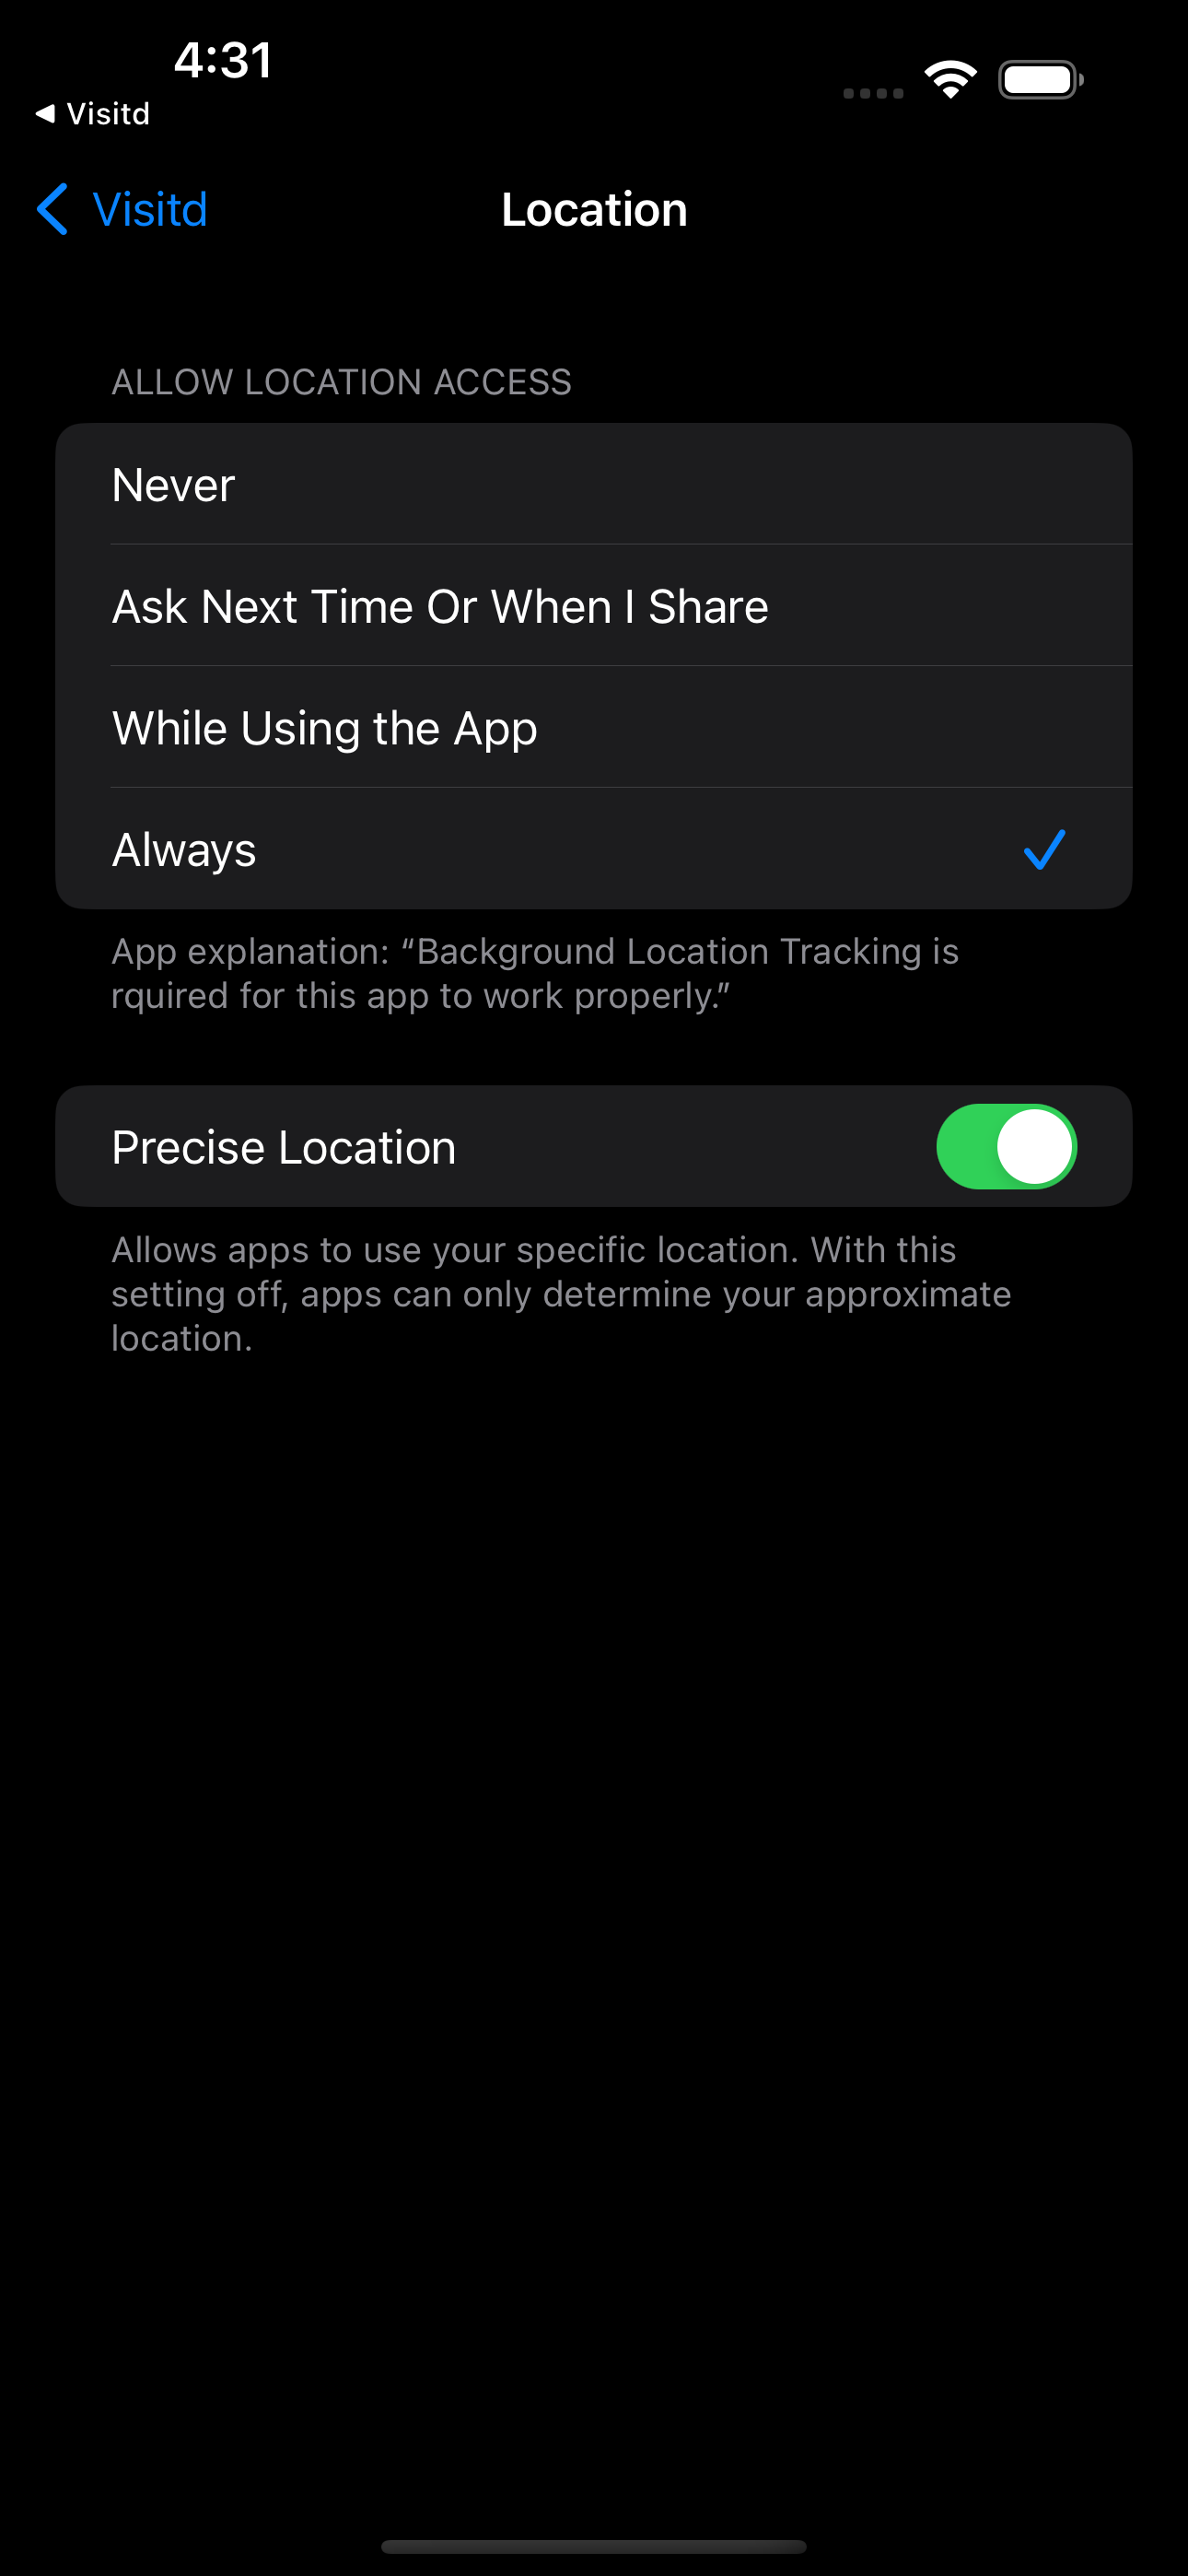 4:31
◀ Visitd
Visitd
Location
ALLOW LOCATION ACCESS
Never
Ask Next Time Or When I Share
While Using the App
Always
App explanation: “Background Location Tracking is
rquired for this app to work properly.”
Precise Location
Allows apps to use your specific location. With this
setting off, apps can only determine your approximate
location.